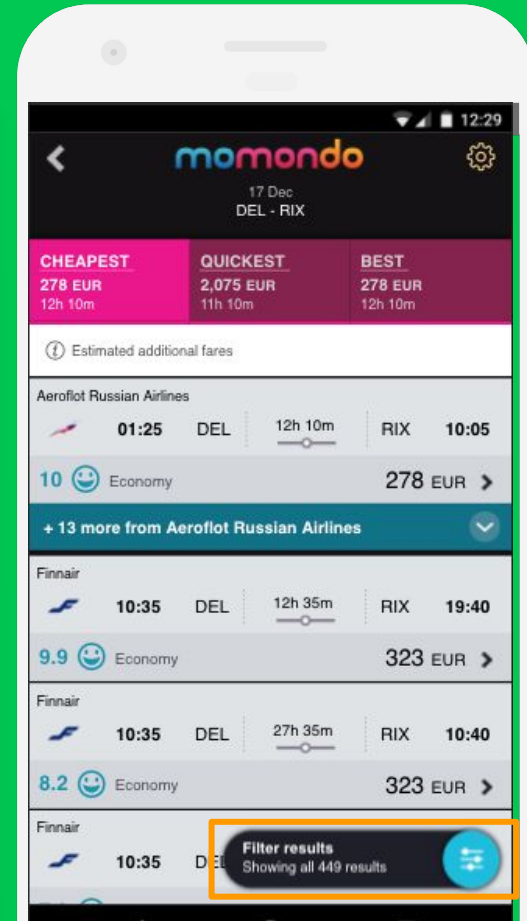 12:29
momondo
17 Dec
DEL - RIX
CHEAPEST QUICKEST BEST
278 EUR 2,075 EUR 278 EUR
12h 10m 11h 10m 12h 10m
Estimated additional fares
Aeroflot Russian Airlines
01:25 DEL 12h 10m RIX 10:05
10 Economy 278 EUR
+ 13 more from Aeroflot Russian Airlines
Finnair
10:35 DEL 12h 35m RIX 19:40
9.9 Economy 323 EUR
Finnair
10:35 DEL 27h 35m RIX 10:40
8.2 Economy 323 EUR
Finnair
10:35
Filter results
Showing all 449 results